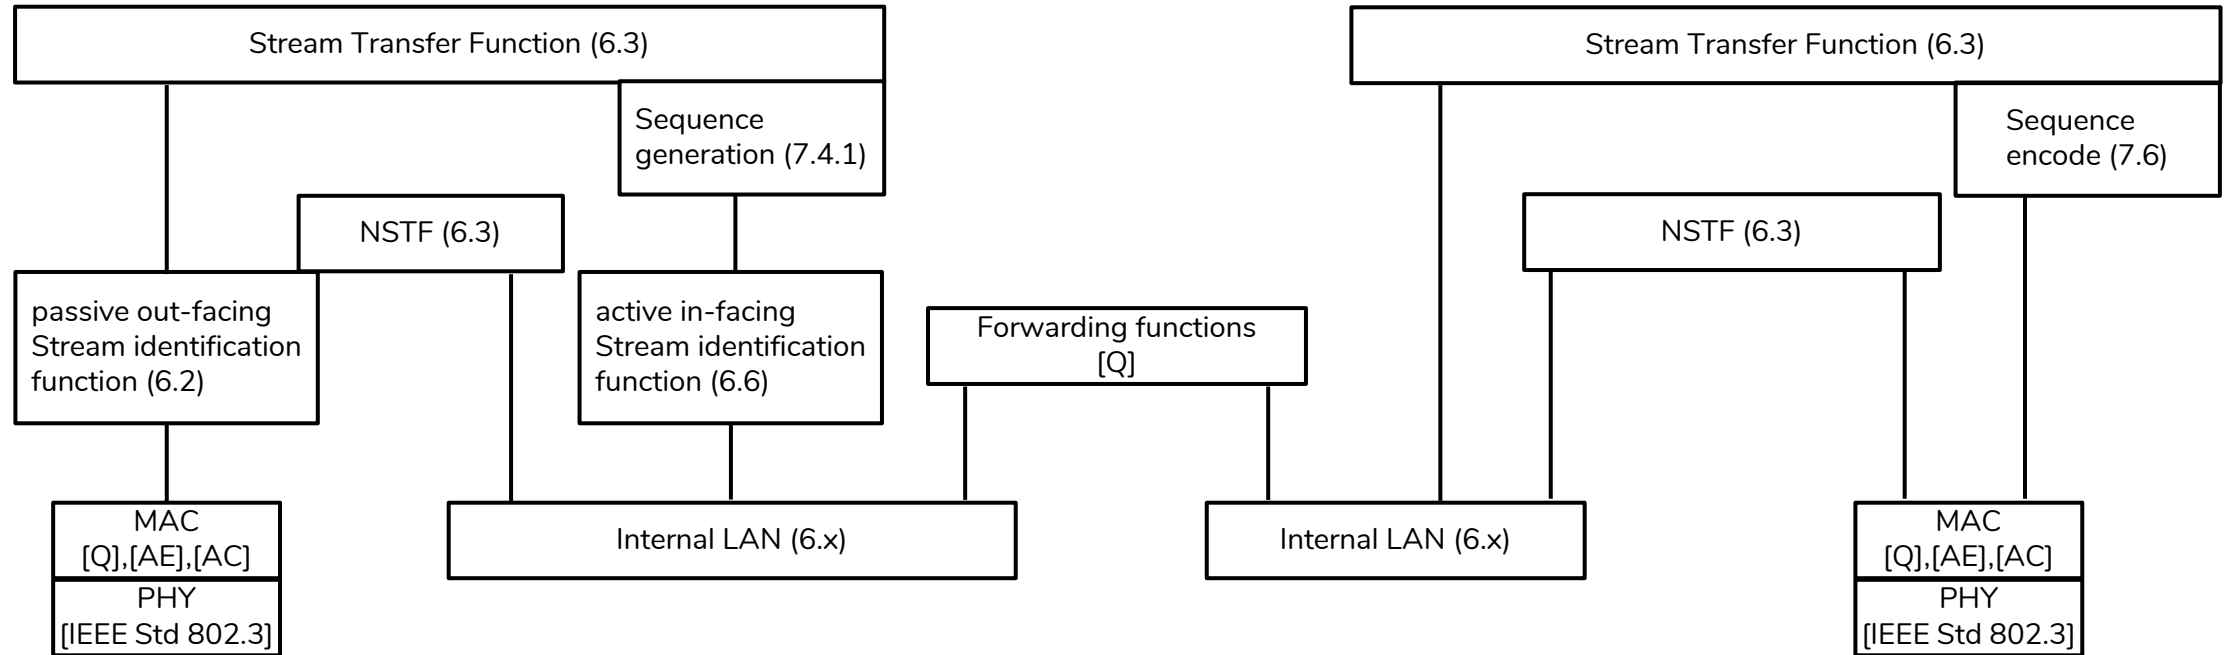 Stream Transfer Function (6.3)
Stream Transfer Function (6.3)
Sequence
generation (7.4.1)
Sequence
encode (7.6)
NSTF (6.3)
NSTF (6.3)
passive out-facing
Stream identification
function (6.2)
active in-facing
Stream identification
function (6.6)
Forwarding functions
[Q]
MAC
[Q],[AE],[AC]
PHY
[IEEE Std 802.3]
Internal LAN (6.x)
Internal LAN (6.x)
MAC
[Q],[AE],[AC]
PHY
[IEEE Std 802.3]